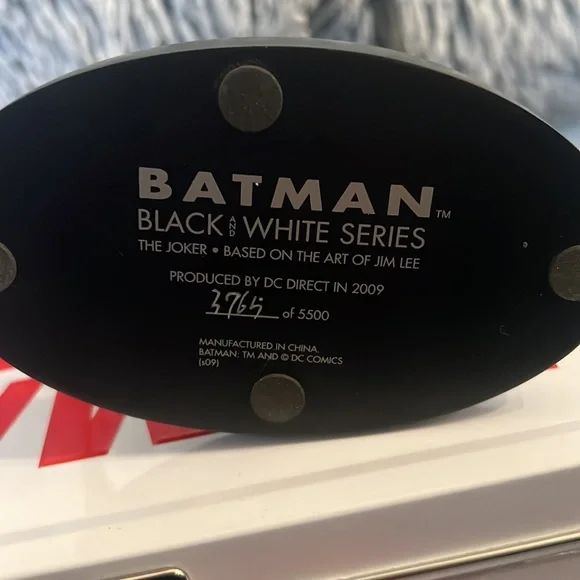 BATMAN™
BLACK AND WHITE SERIES
THE JOKER • BASED ON THE ART OF JIM LEE
PRODUCED BY DC DIRECT IN 2009
3765 of 5500
MANUFACTURED IN CHINA.
BATMAN: TM AND © DC COMICS
(s09)